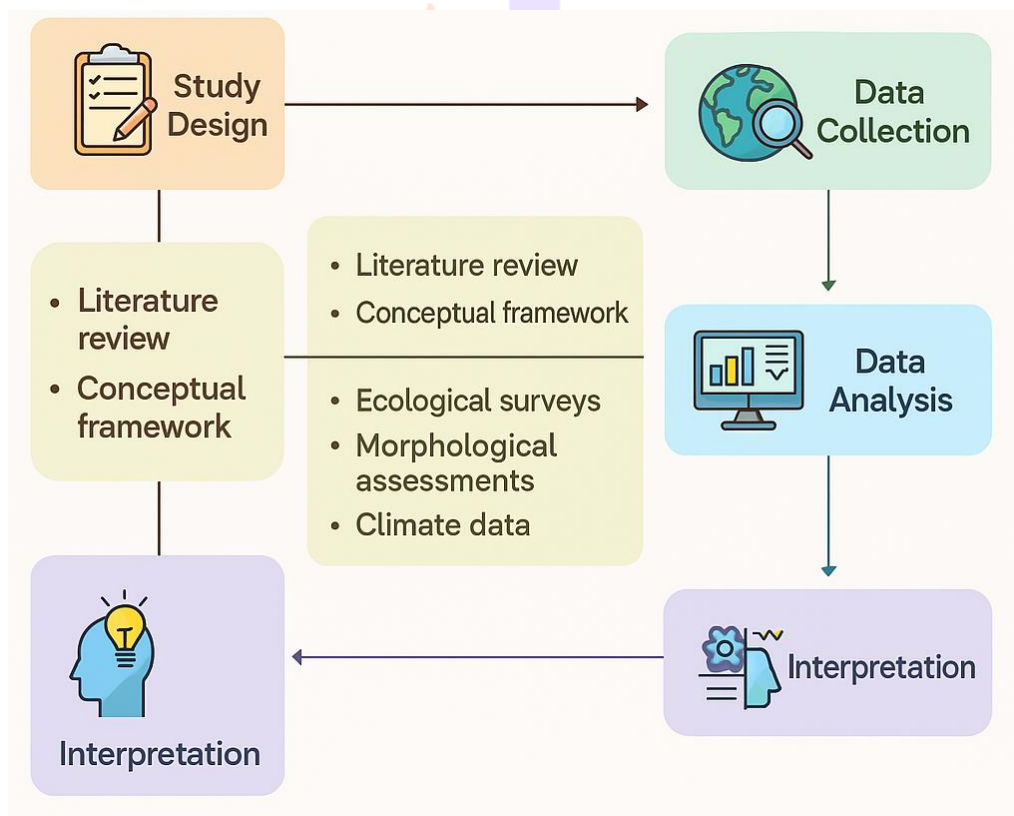 Study
Design
Data
Collection
• Literature
review
• Conceptual
framework
• Literature review
• Conceptual framework
• Ecological surveys
• Morphological
assessments
• Climate data
Data
Analysis
Interpretation
Interpretation